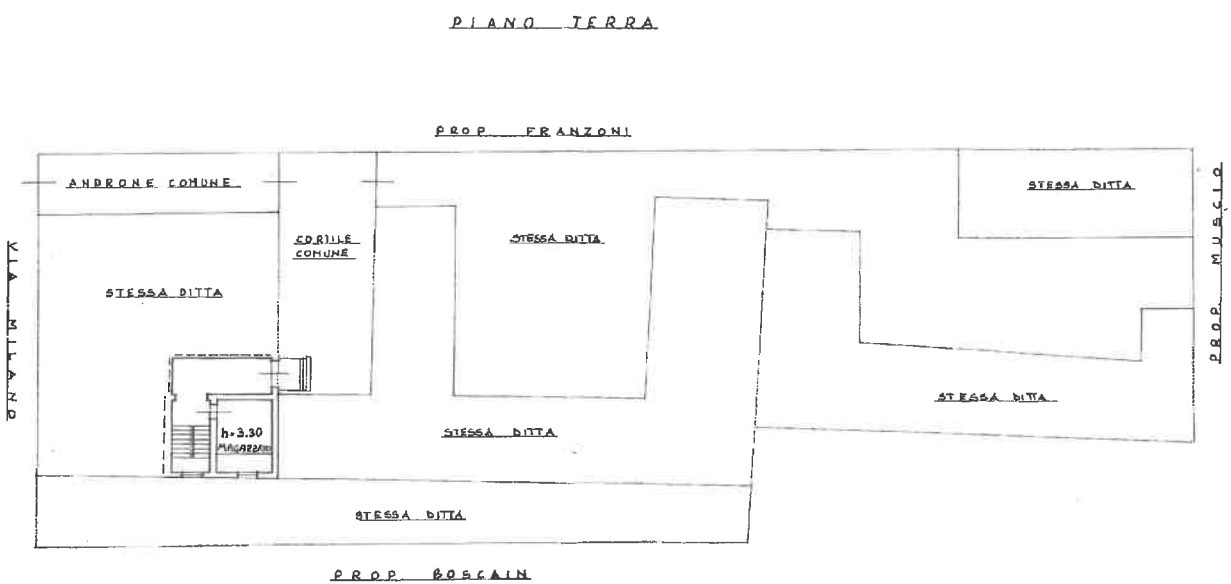 PIANO TERRA
PROP. FRANZONI
ANDRONE COMUNE
STESSA DITTA
CORTILE
COMUNE
STESSA DITTA
STESSA DITTA
VIA MILANO
PROP. MUSCIO
STESSA DITTA
h=3.30
MAGAZZINO
STESSA DITTA
STESSA DITTA
PROP. BOSCAIN